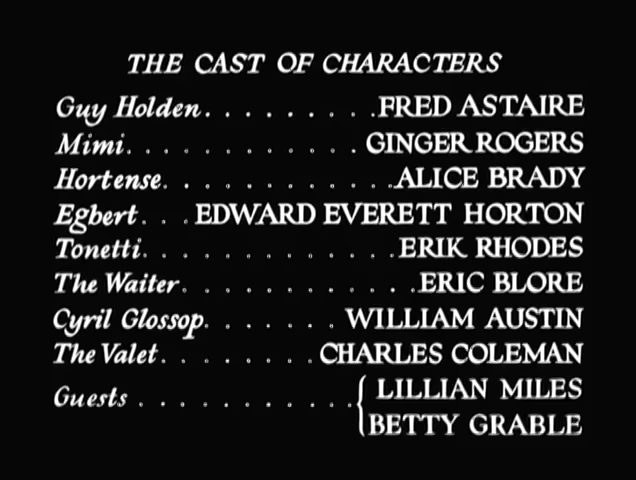 THE CAST OF CHARACTERS
Guy Holden. . . . . . . . . .FRED ASTAIRE
Mimi. . . . . . . . . . . . GINGER ROGERS
Hortense. . . . . . . . . . . .ALICE BRADY
Egbert. . . EDWARD EVERETT HORTON
Tonetti. . . . . . . . . . . . . ERIK RHODES
The Waiter. . . . . . . . . . . .ERIC BLORE
Cyril Glossop. . . . . . . WILLIAM AUSTIN
The Valet. . . . . . . . .CHARLES COLEMAN
Guests . . . . . . . . . . . { LILLIAN MILES
BETTY GRABLE